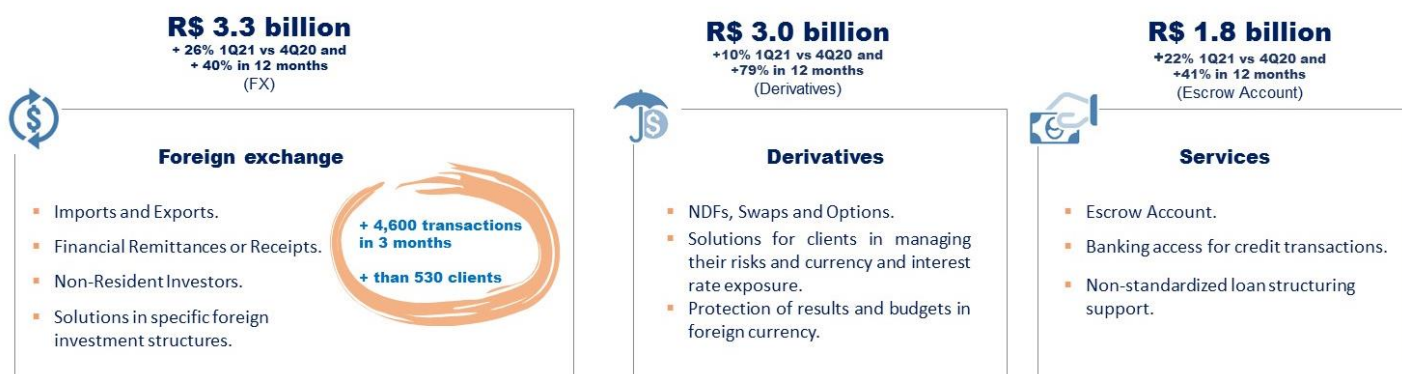 R$ 3.3 billion
+ 26% 1Q21 vs 4Q20 and
+ 40% in 12 months
(FX)
Foreign exchange
Imports and Exports.
Financial Remittances or Receipts.
Non-Resident Investors.
Solutions in specific foreign
investment structures.
+ 4,600 transactions
in 3 months
+ than 530 clients
R$ 3.0 billion
+10% 1Q21 vs 4Q20 and
+79% in 12 months
(Derivatives)
Derivatives
NDFs, Swaps and Options.
Solutions for clients in managing
their risks and currency and interest
rate exposure.
Protection of results and budgets in
foreign currency.
R$ 1.8 billion
+22% 1Q21 vs 4Q20 and
+41% in 12 months
(Escrow Account)
Services
Escrow Account.
Banking access for credit transactions.
Non-standardized loan structuring
support.